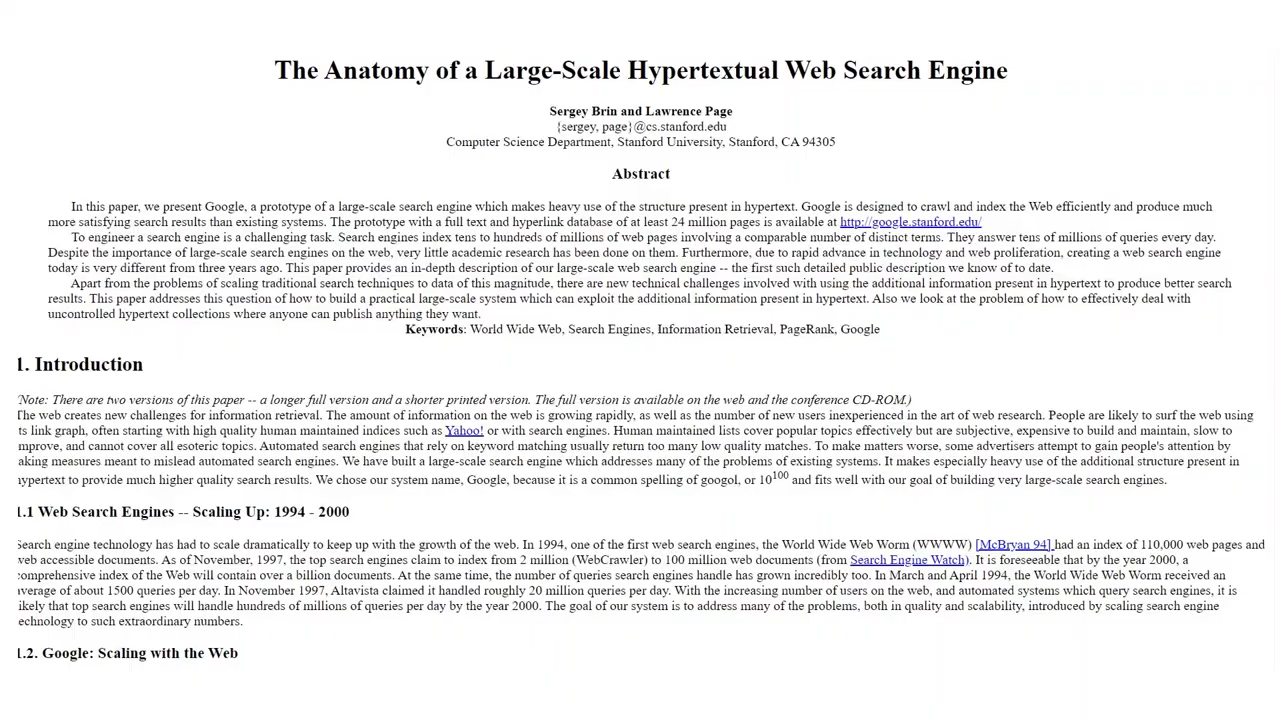 The Anatomy of a Large-Scale Hypertextual Web Search Engine
Sergey Brin and Lawrence Page
{sergey, page}@cs.stanford.edu
Computer Science Department, Stanford University, Stanford, CA 94305
Abstract
In this paper, we present Google, a prototype of a large-scale search engine which makes heavy use of the structure present in hypertext. Google is designed to crawl and index the Web efficiently and produce much
more satisfying search results than existing systems. The prototype with a full text and hyperlink database of at least 24 million pages is available at http://google.stanford.edu/
To engineer a search engine is a challenging task. Search engines index tens to hundreds of millions of web pages involving a comparable number of distinct terms. They answer tens of millions of queries every day.
Despite the importance of large-scale search engines on the web, very little academic research has been done on them. Furthermore, due to rapid advance in technology and web proliferation, creating a web search engine
today is very different from three years ago. This paper provides an in-depth description of our large-scale web search engine -- the first such detailed public description we know of to date.
Apart from the problems of scaling traditional search techniques to data of this magnitude, there are new technical challenges involved with using the additional information present in hypertext to produce better search
results. This paper addresses this question of how to build a practical large-scale system which can exploit the additional information present in hypertext. Also we look at the problem of how to effectively deal with
uncontrolled hypertext collections where anyone can publish anything they want.
Keywords: World Wide Web, Search Engines, Information Retrieval, PageRank, Google
1. Introduction
(Note: There are two versions of this paper -- a longer full version and a shorter printed version. The full version is available on the web and the conference CD-ROM.)
The web creates new challenges for information retrieval. The amount of information on the web is growing rapidly, as well as the number of new users inexperienced in the art of web research. People are likely to surf the web using
ts link graph, often starting with high quality human maintained indices such as Yahoo! or with search engines. Human maintained lists cover popular topics effectively but are subjective, expensive to build and maintain, slow to
mprove, and cannot cover all esoteric topics. Automated search engines that rely on keyword matching usually return too many low quality matches. To make matters worse, some advertisers attempt to gain people's attention by
aking measures meant to mislead automated search engines. We have built a large-scale search engine which addresses many of the problems of existing systems. It makes especially heavy use of the additional structure present in
hypertext to provide much higher quality search results. We chose our system name, Google, because it is a common spelling of googol, or 10^100 and fits well with our goal of building very large-scale search engines.
1.1 Web Search Engines -- Scaling Up: 1994 - 2000
Search engine technology has had to scale dramatically to keep up with the growth of the web. In 1994, one of the first web search engines, the World Wide Web Worm (WWWW) [McBryan 94] had an index of 110,000 web pages and
web accessible documents. As of November, 1997, the top search engines claim to index from 2 million (WebCrawler) to 100 million web documents (from Search Engine Watch). It is foreseeable that by the year 2000, a
comprehensive index of the Web will contain over a billion documents. At the same time, the number of queries search engines handle has grown incredibly too. In March and April 1994, the World Wide Web Worm received an
average of about 1500 queries per day. In November 1997, Altavista claimed it handled roughly 20 million queries per day. With the increasing number of users on the web, and automated systems which query search engines, it is
likely that top search engines will handle hundreds of millions of queries per day by the year 2000. The goal of our system is to address many of the problems, both in quality and scalability, introduced by scaling search engine
echnology to such extraordinary numbers.
1.2. Google: Scaling with the Web